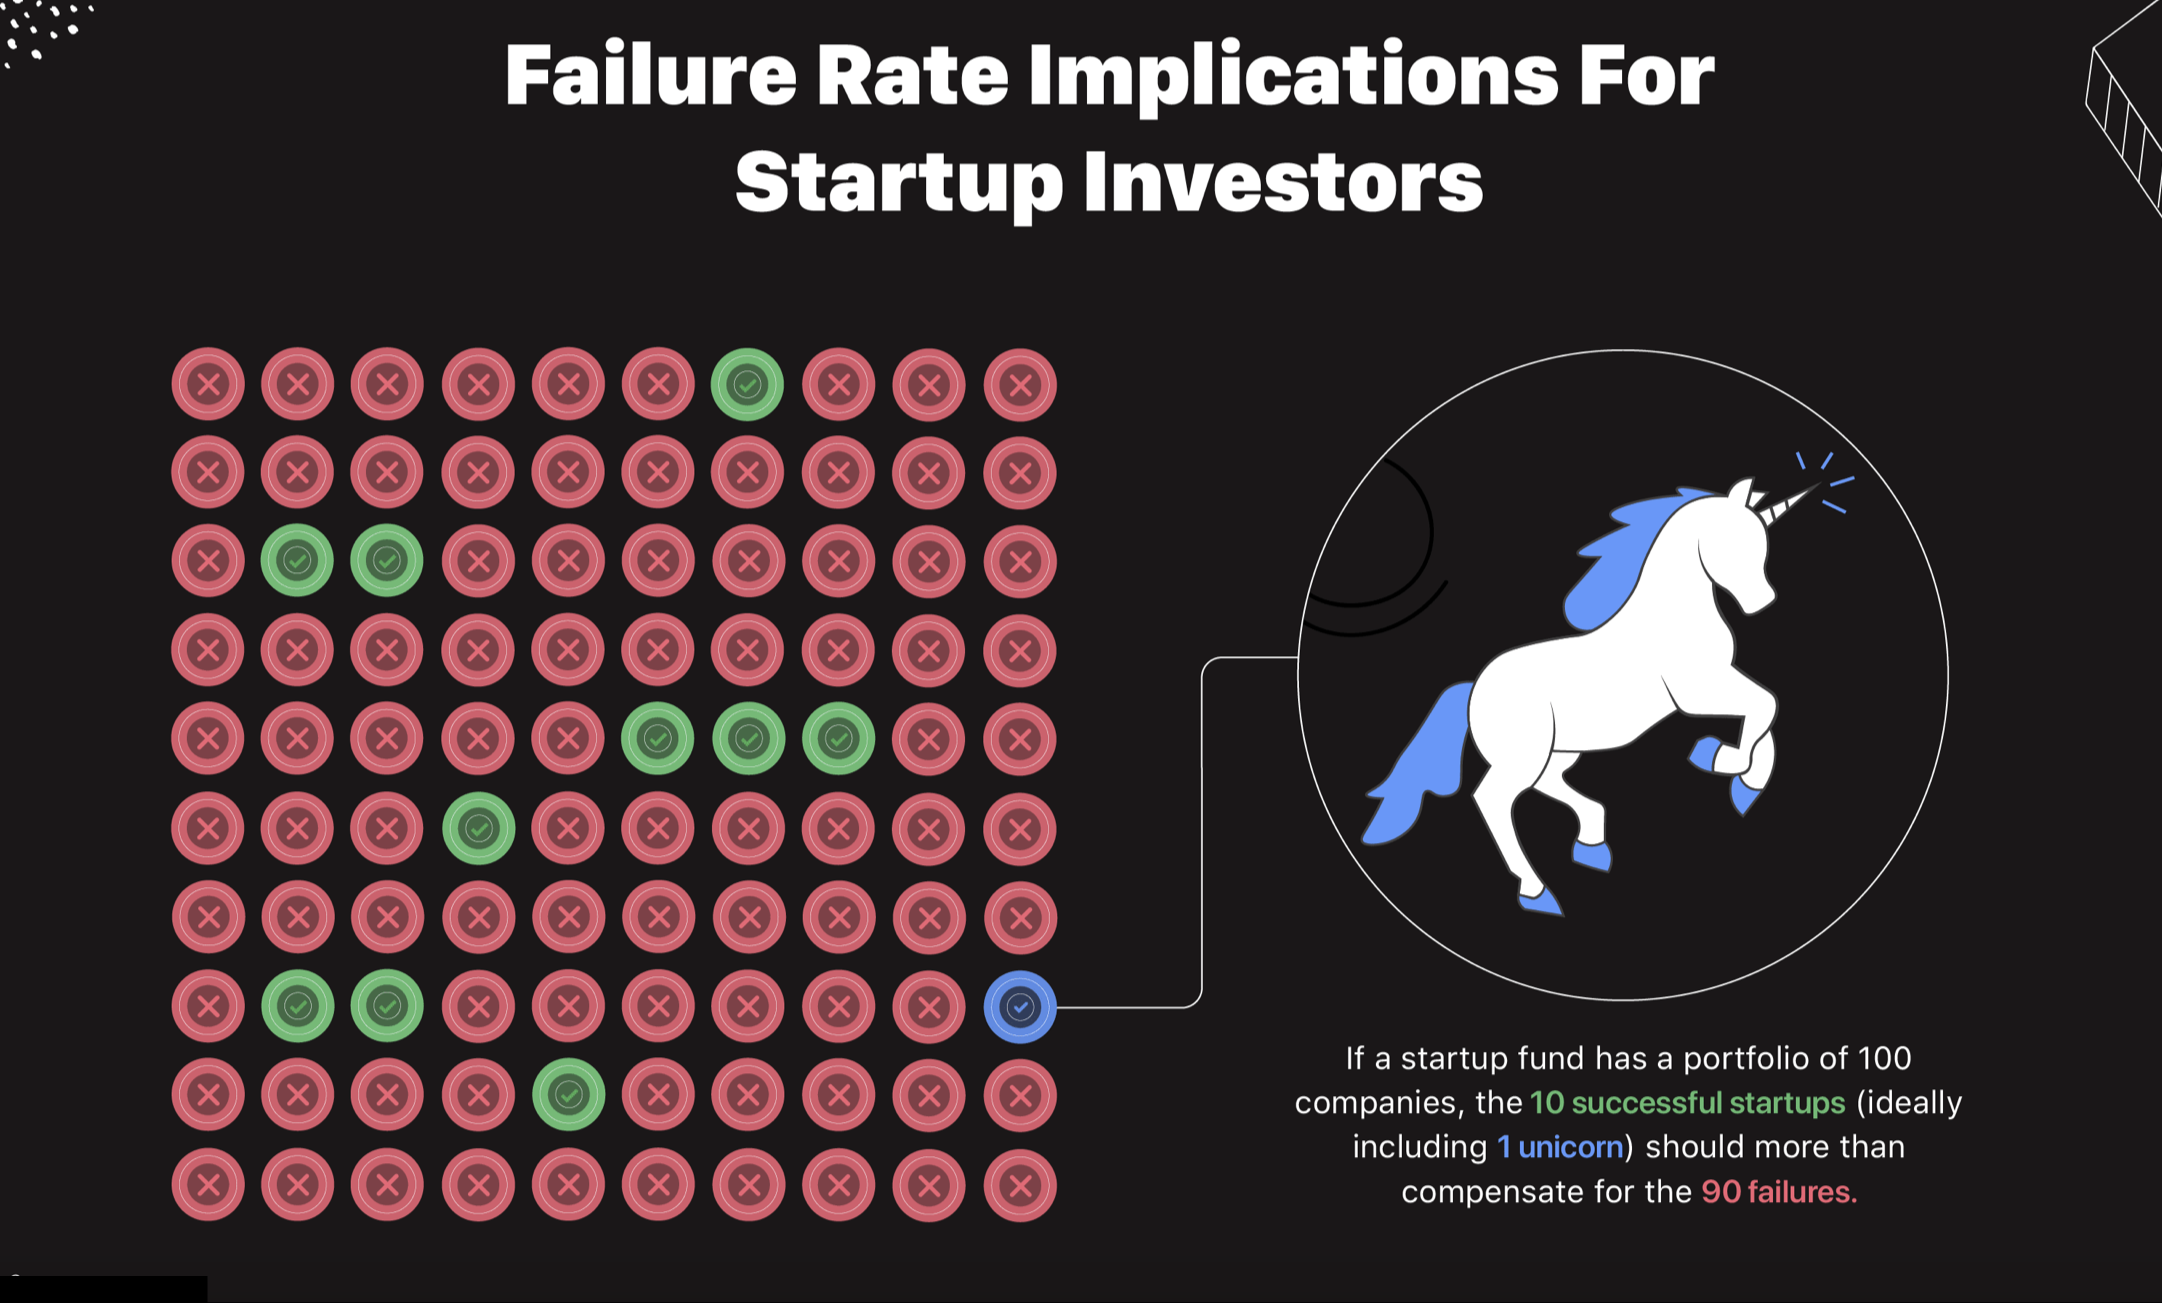 Failure Rate Implications For
Startup Investors
If a startup fund has a portfolio of 100
companies, the 10 successful startups (ideally
including 1 unicorn) should more than
compensate for the 90 failures.